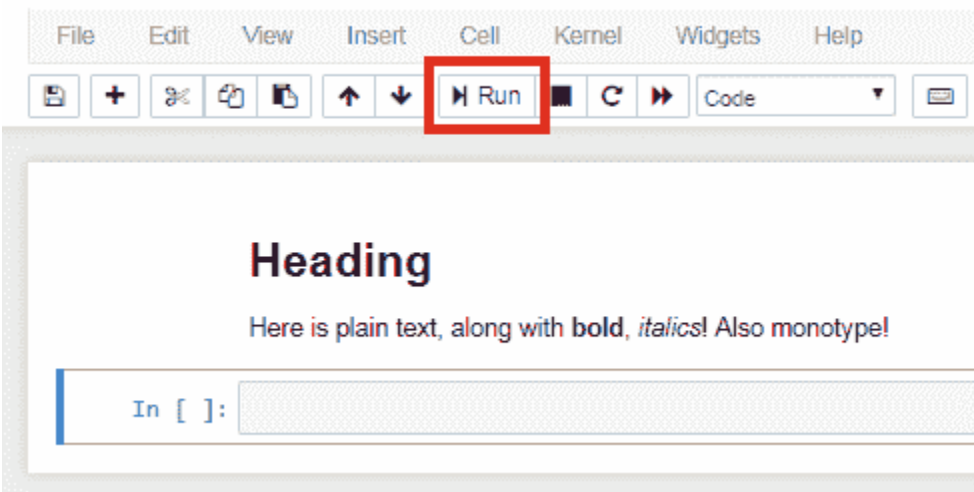 File Edit View Insert Cell Kernel Widgets Help
Run Code
Heading
Here is plain text, along with bold, italics! Also monotype!
In [ ]: